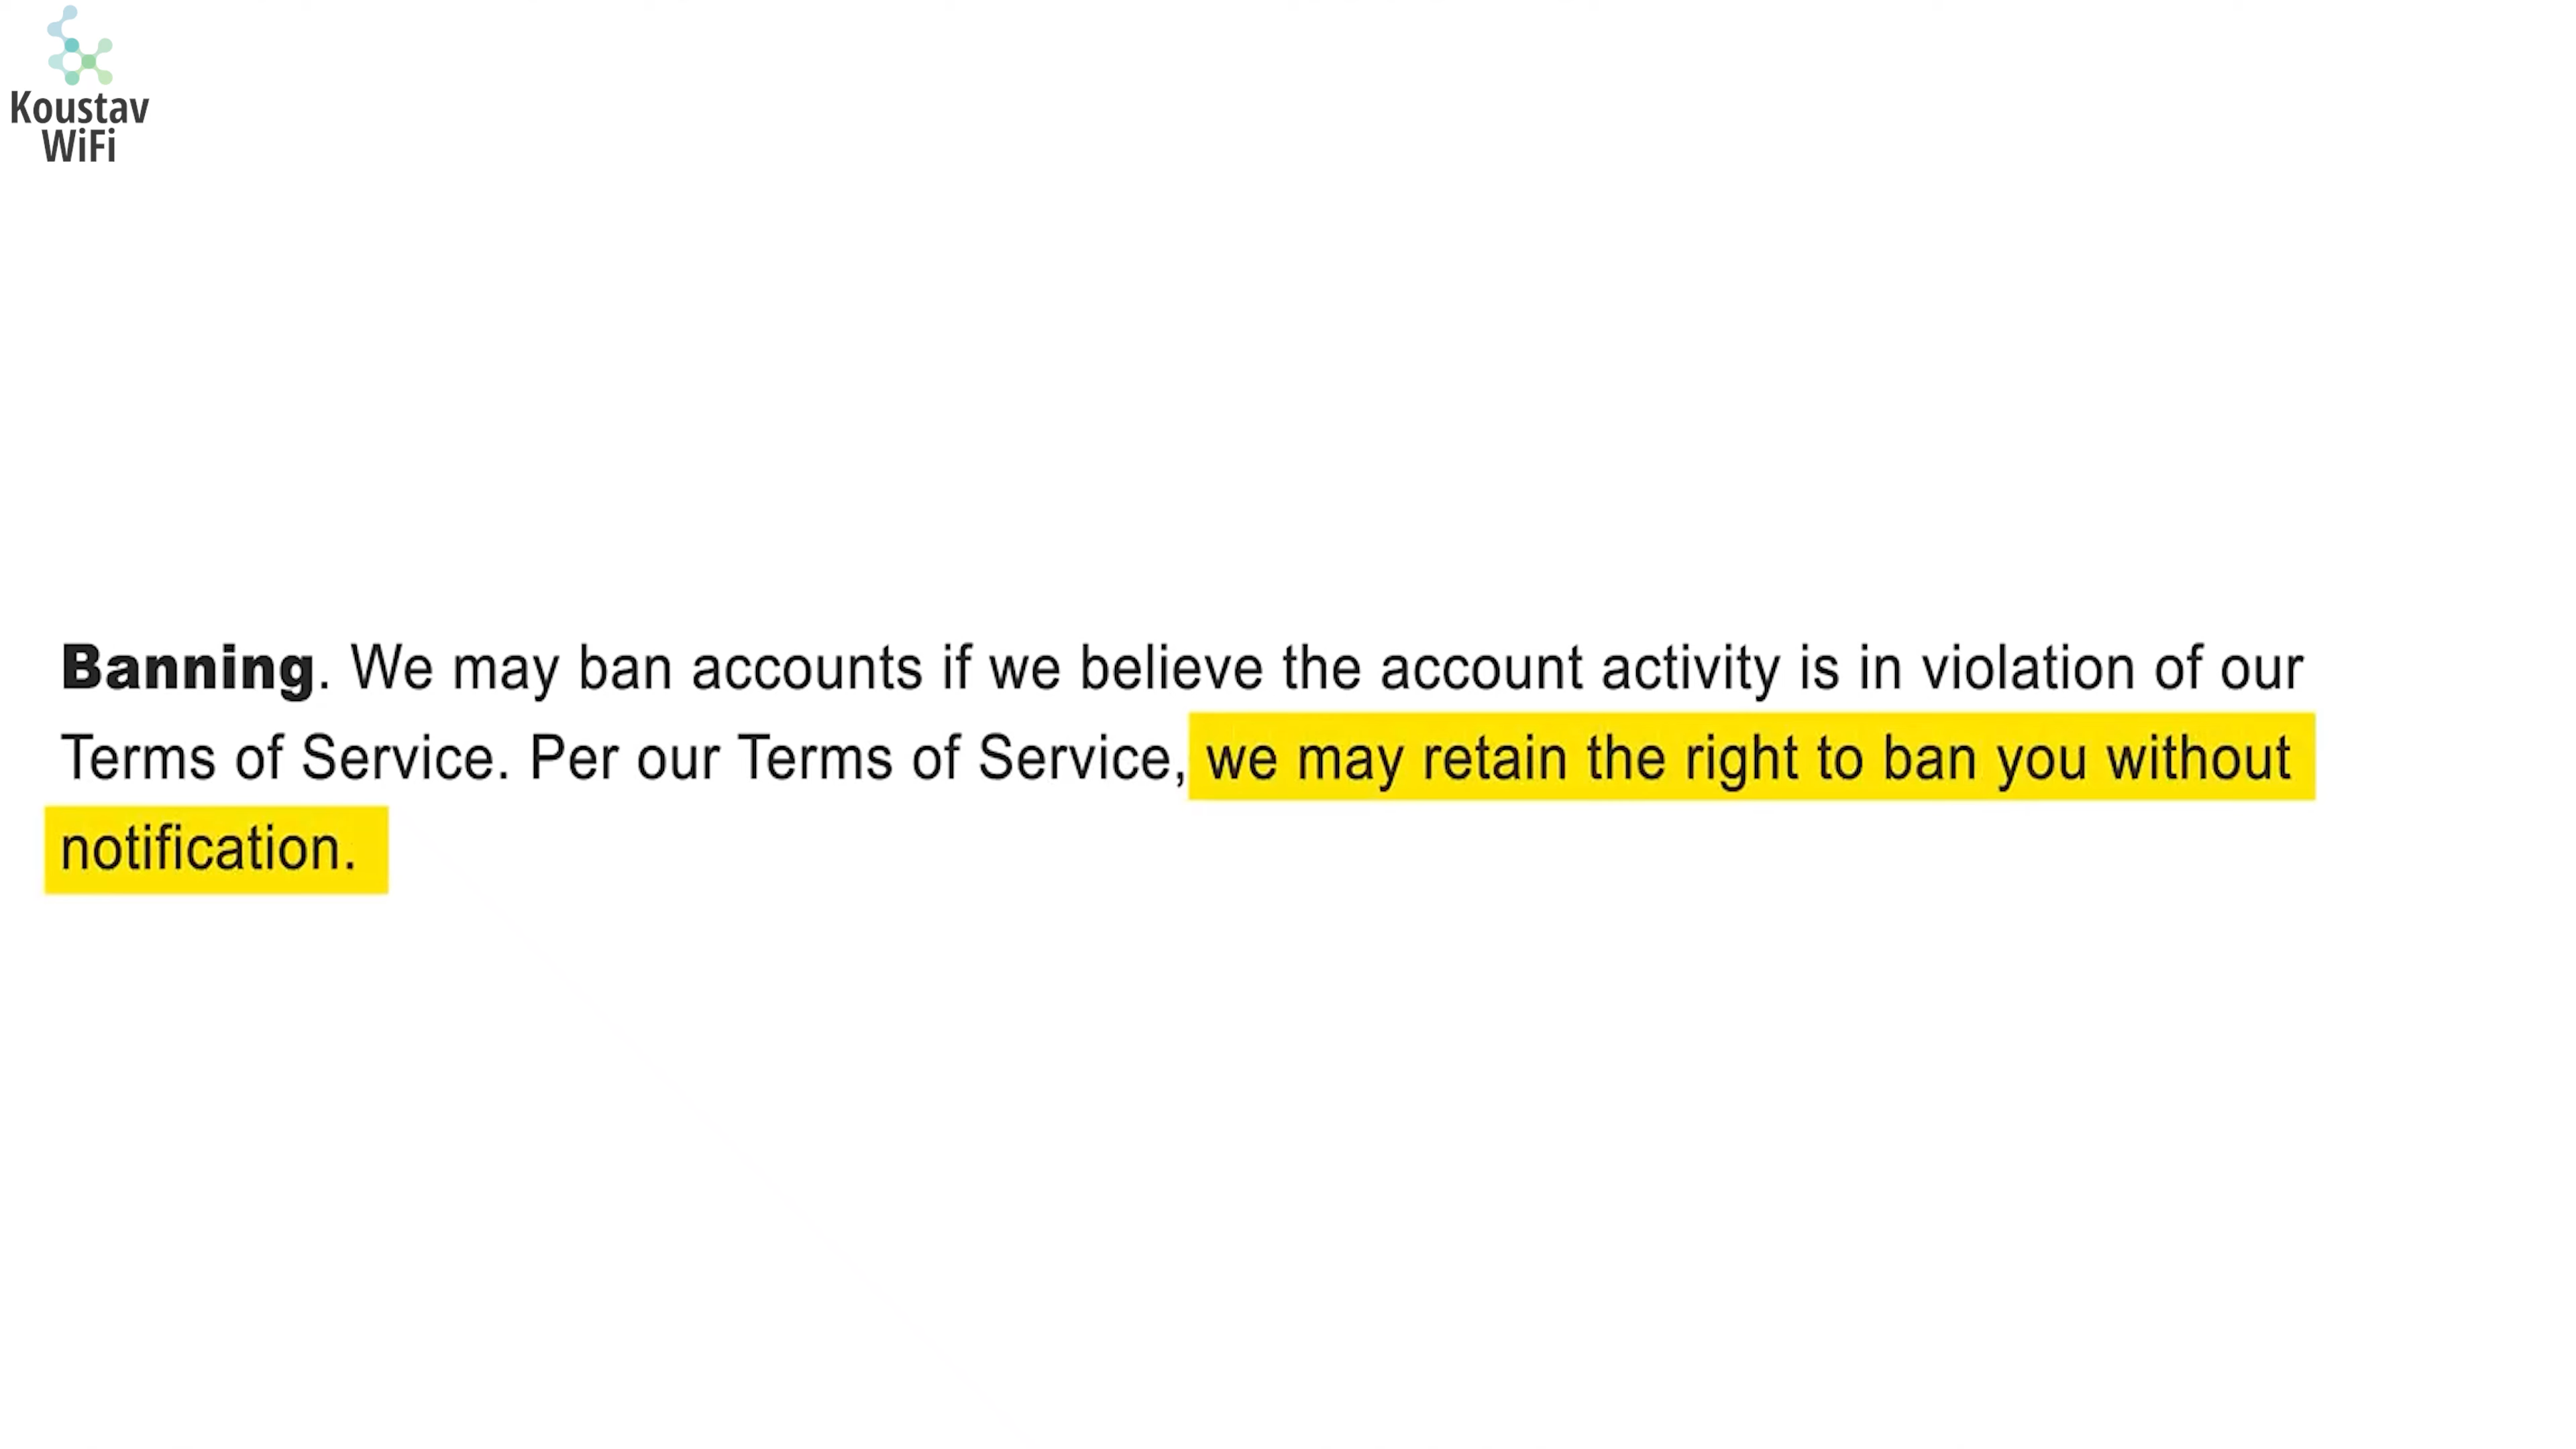 Koustav
WiFi
Banning. We may ban accounts if we believe the account activity is in violation of our
Terms of Service. Per our Terms of Service, we may retain the right to ban you without
notification.